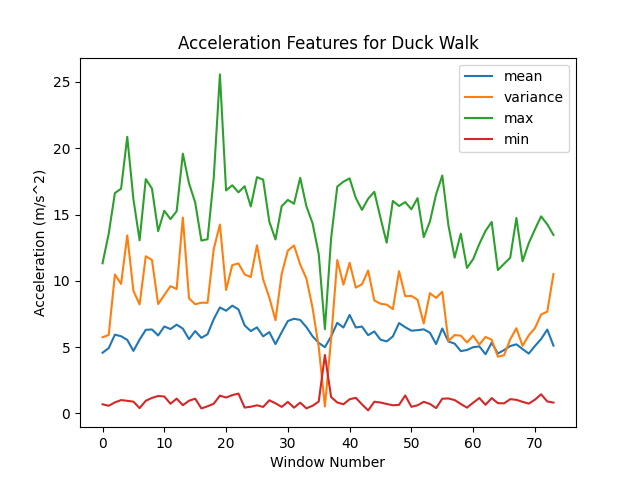 Acceleration Features for Duck Walk
mean
variance
max
min
25
20
15
10
5
0
Acceleration (m/s^2)
0 10 20 30 40 50 60 70
Window Number